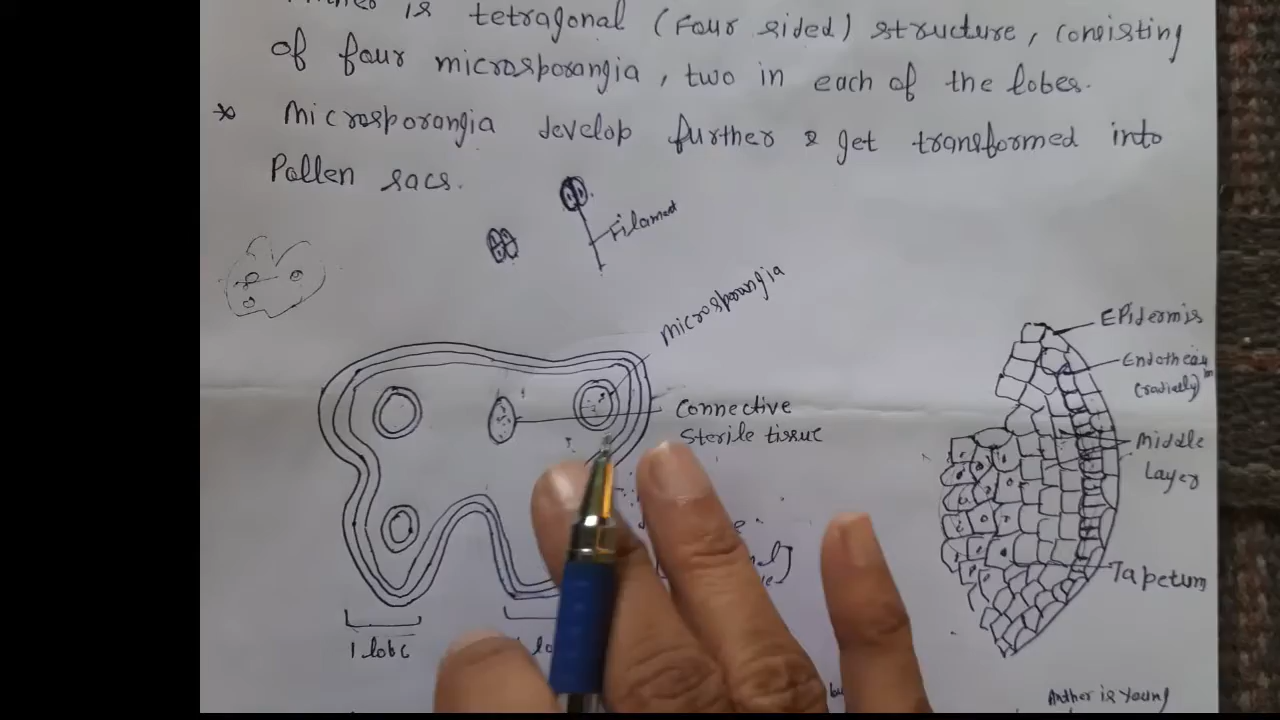 is tetragonal (Four sided) structure, consisting
of four microsporangia, two in each of the lobes.
* Microsporangia develop further & get transformed into
Pollen sacs.
Filament
Microsporangia
Connective
Sterile tissue
1 lobe
Epidermis
(radially)
Middle
Layer
Tapetum
Anther is young